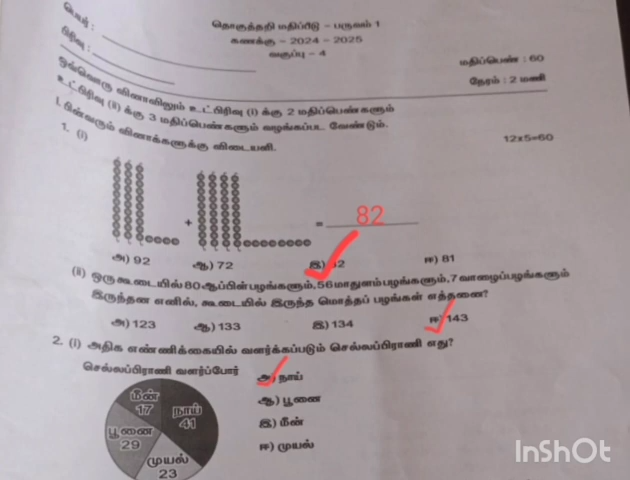 பெயர் :
தொகுத்தறி மதிப்பீடு – பருவம் 1
கணக்கு – 2024 – 2025
பிரிவு :
வகுப்பு – 4
மதிப்பெண் : 60
நேரம் : 2 மணி
ஒவ்வொரு வினாவிலும் உட்பிரிவு (i) க்கு 2 மதிப்பெண்களும்
உட்பிரிவு (ii) க்கு 3 மதிப்பெண்களும் வழங்கப்பட வேண்டும்.
I. பின்வரும் வினாக்களுக்கு விடையளி.
12x5=60
1. (i)
+ = 82
அ) 92 ஆ) 72 இ) 82 ஈ) 81
(ii) ஒரு கூடையில் 80 ஆப்பிள் பழங்களும், 56 மாதுளம் பழங்களும், 7 வாழைப்பழங்களும்
இருந்தன எனில், கூடையில் இருந்த மொத்தப் பழங்கள் எத்தனை?
அ) 123 ஆ) 133 இ) 134 ஈ) 143
2. (i) அதிக எண்ணிக்கையில் வளர்க்கப்படும் செல்லப்பிராணி எது?
செல்லப்பிராணி வளர்ப்போர்
அ) நாய்
ஆ) பூனை
இ) மீன்
ஈ) முயல்
மீன்
17
நாய்
41
பூனை
29
முயல்
23
InShOt